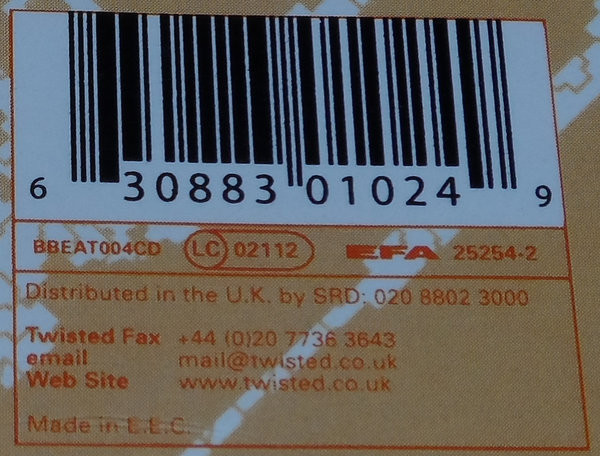 6 30883 01024 9
BBEAT004CD LC 02112 EFA 25254-2
Distributed in the U.K. by SRD: 020 8802 3000
Twisted Fax +44 (0)20 7736 3643
email mail@twisted.co.uk
Web Site www.twisted.co.uk
Made in E.E.C.